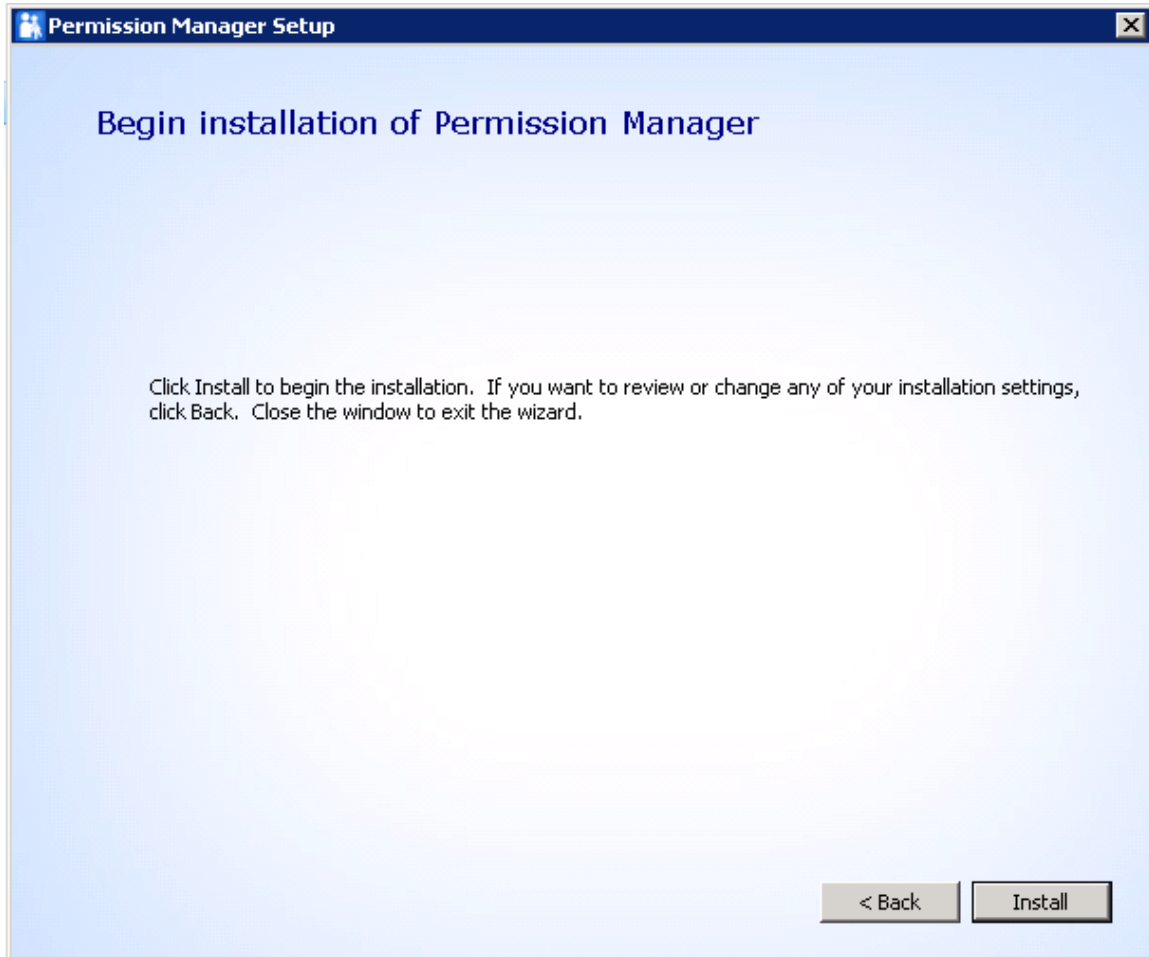 Permission Manager Setup
Begin installation of Permission Manager
Click Install to begin the installation.  If you want to review or change any of your installation settings,
click Back.  Close the window to exit the wizard.
< Back
Install